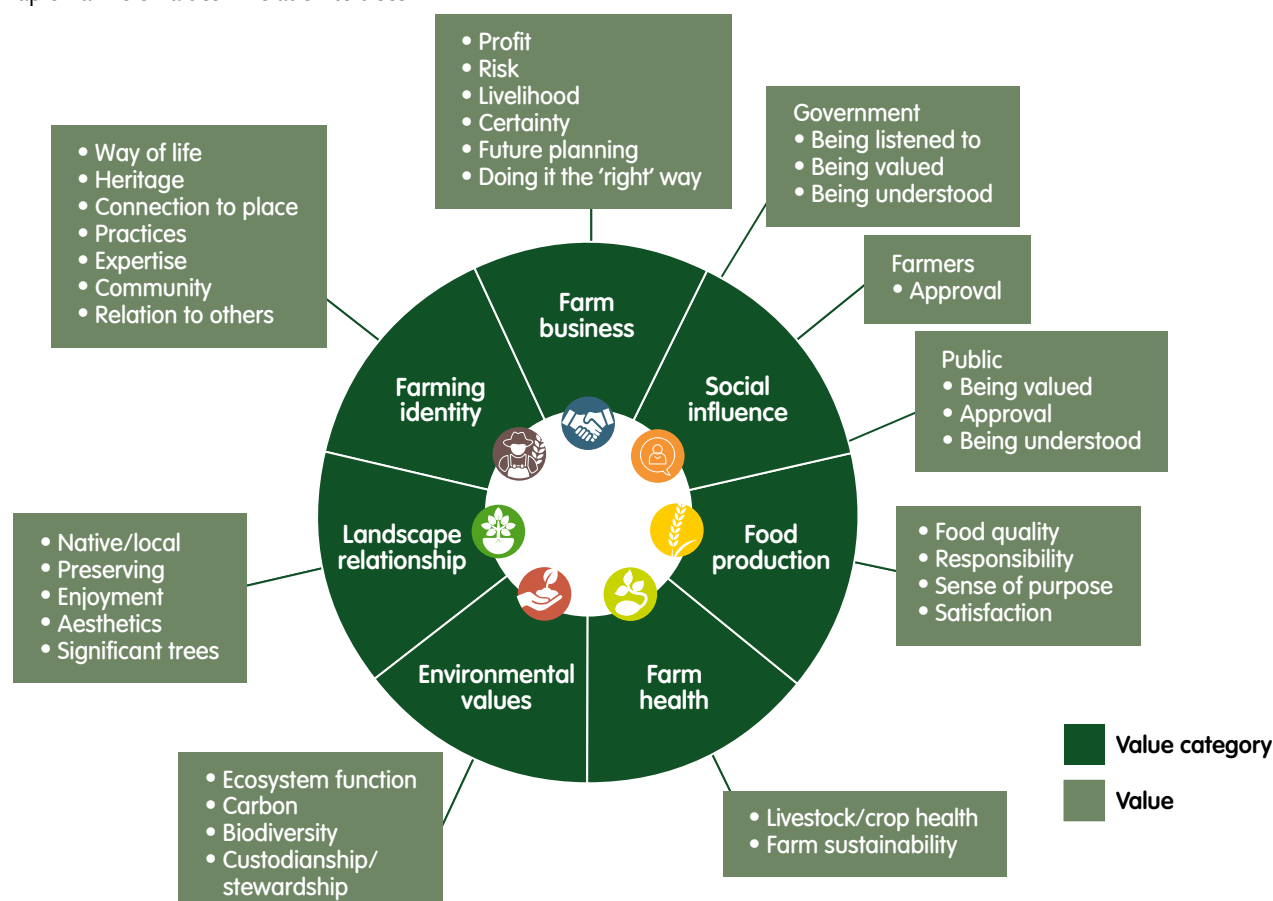 • Profit
• Risk
• Livelihood
• Certainty
• Future planning
• Doing it the 'right' way
Government
• Being listened to
• Being valued
• Being understood
• Way of life
• Heritage
• Connection to place
• Practices
• Expertise
• Community
• Relation to others
Farmers
• Approval
Public
• Being valued
• Approval
• Being understood
Farm
business
Farming
identity
Social
influence
Landscape
relationship
Food
production
Environmental
values
Farm
health
• Native/local
• Preserving
• Enjoyment
• Aesthetics
• Significant trees
• Food quality
• Responsibility
• Sense of purpose
• Satisfaction
• Ecosystem function
• Carbon
• Biodiversity
• Custodianship/
stewardship
• Livestock/crop health
• Farm sustainability
Value category
Value